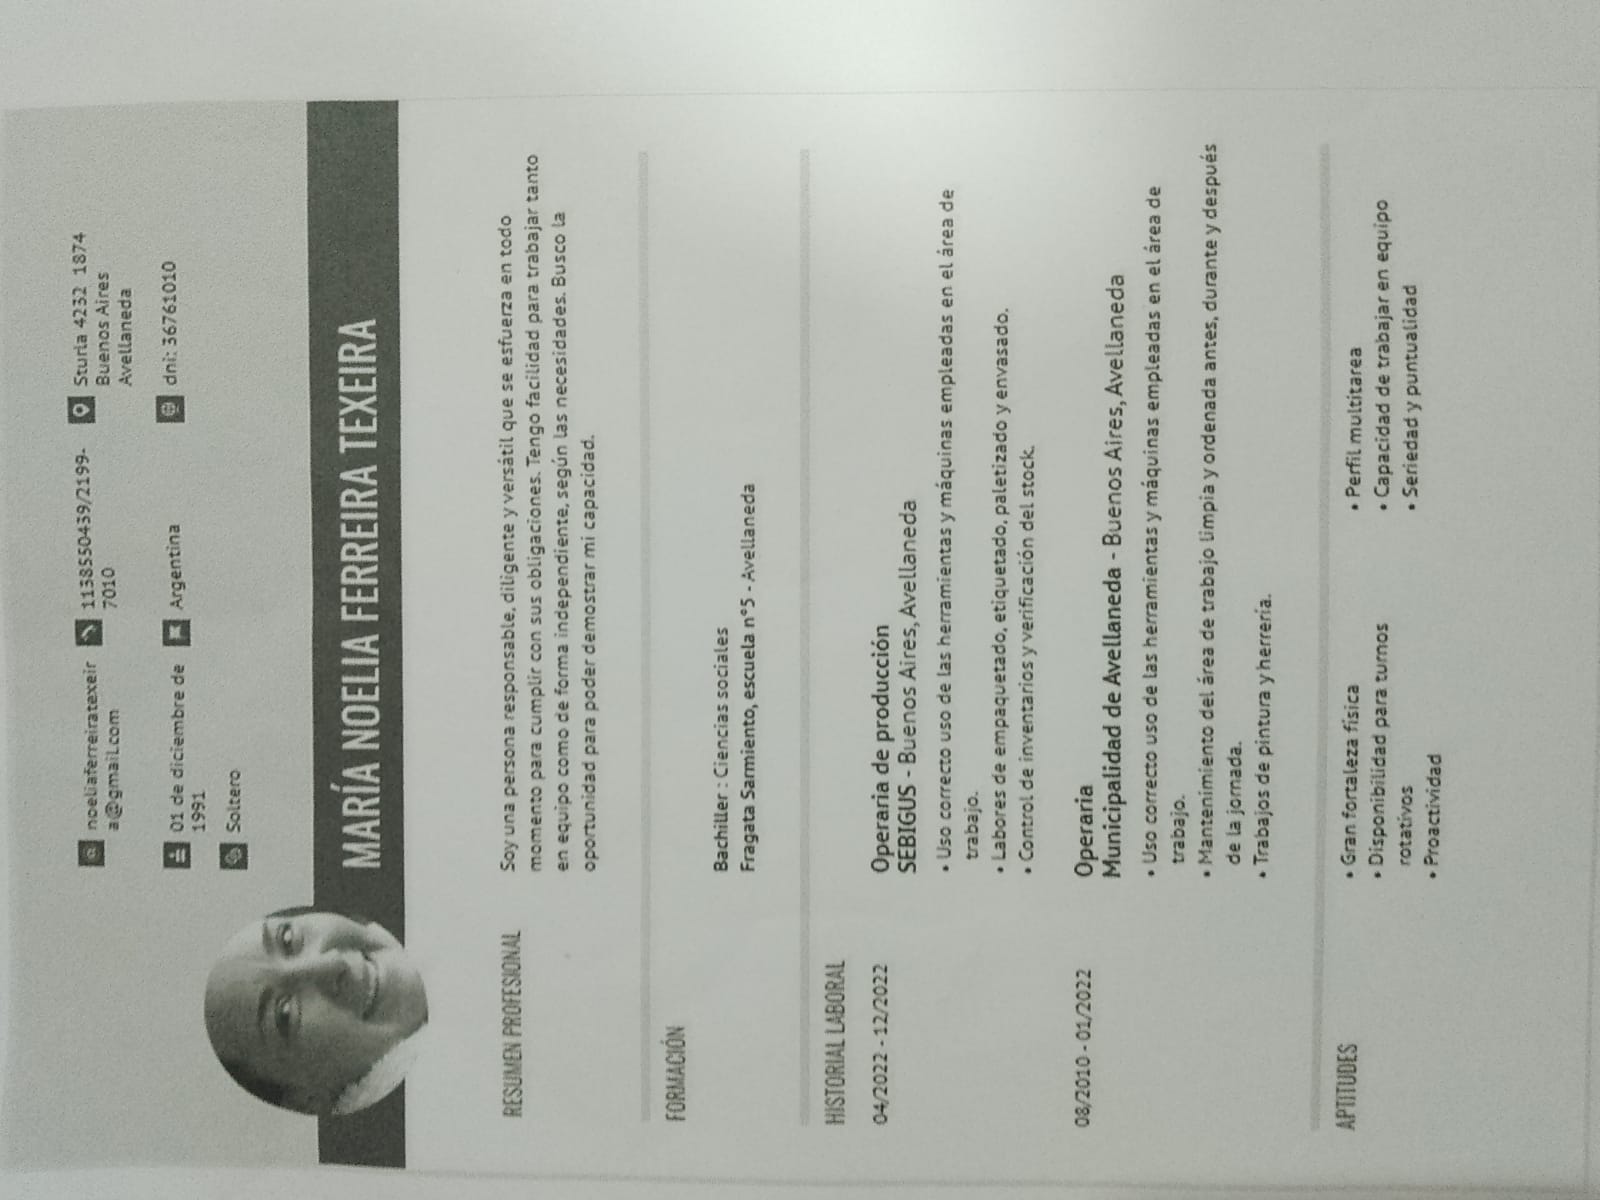 noeliaferreiratexeir
a@gmail.com
1138550439/2199-
7010
Sturla 4232 1874
Buenos Aires
Avellaneda
01 de diciembre de
1991
Argentina
dni: 36761010
Soltero
MARÍA NOELIA FERREIRA TEXEIRA
RESUMEN PROFESIONAL
Soy una persona responsable, diligente y versátil que se esfuerza en todo
momento para cumplir con sus obligaciones. Tengo facilidad para trabajar tanto
en equipo como de forma independiente, según las necesidades. Busco la
oportunidad para poder demostrar mi capacidad.
FORMACIÓN
Bachiller : Ciencias sociales
Fragata Sarmiento, escuela n°5 - Avellaneda
HISTORIAL LABORAL
04/2022 - 12/2022
Operaria de producción
SEBIGUS - Buenos Aires, Avellaneda
• Uso correcto uso de las herramientas y máquinas empleadas en el área de
trabajo.
• Labores de empaquetado, etiquetado, paletizado y envasado.
• Control de inventarios y verificación del stock.
08/2010 - 01/2022
Operaria
Municipalidad de Avellaneda - Buenos Aires, Avellaneda
• Uso correcto uso de las herramientas y máquinas empleadas en el área de
trabajo.
• Mantenimiento del área de trabajo limpia y ordenada antes, durante y después
de la jornada.
• Trabajos de pintura y herrería.
APTITUDES
• Gran fortaleza física
• Disponibilidad para turnos
rotativos
• Proactividad
• Perfil multitarea
• Capacidad de trabajar en equipo
• Seriedad y puntualidad